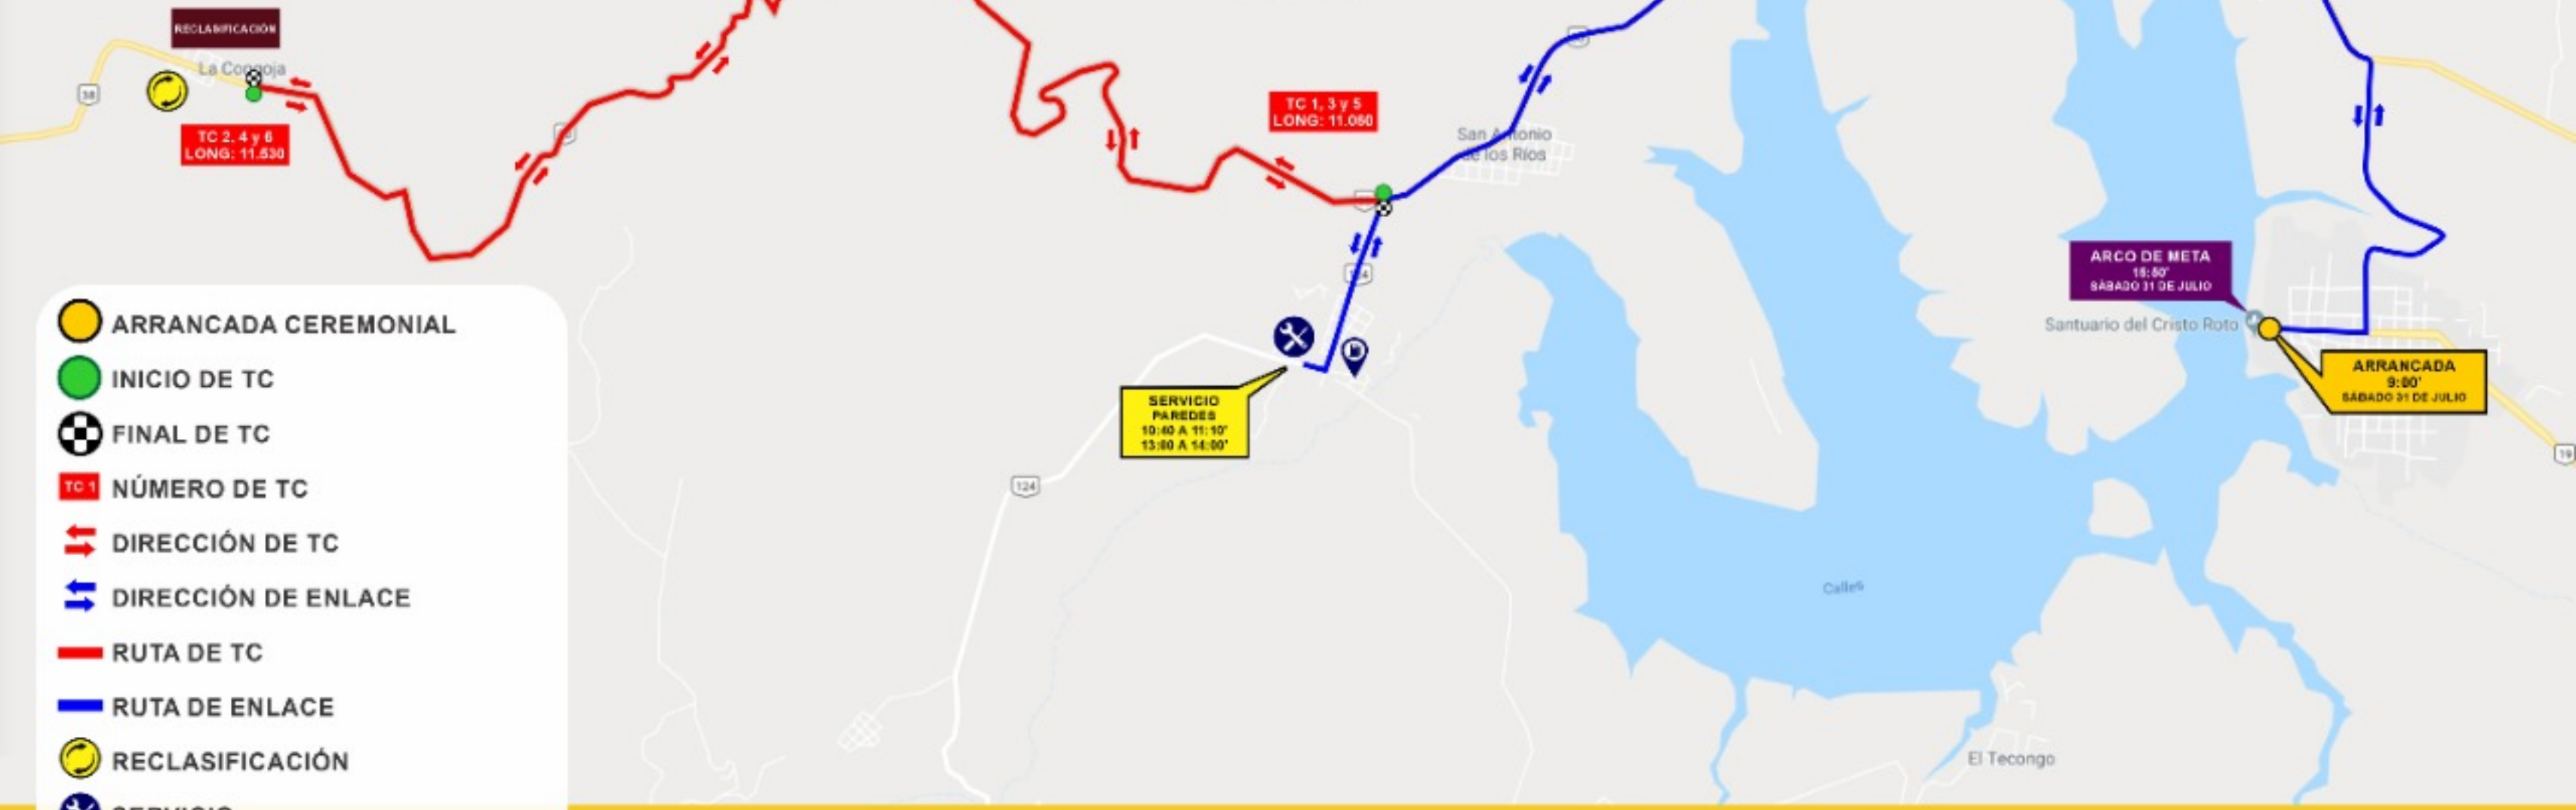 RECLASIFICACIÓN
La Congoja
38
TC 2, 4 y 6
LONG: 11.530
TC 1, 3 y 5
LONG: 11.060
San Antonio
de los Ríos
ARCO DE META
SÁBADO 31 DE JULIO
Santuario del Cristo Roto
ARRANCADA
9:00'
SÁBADO 31 DE JULIO
SERVICIO
PAREDES
10:40 A 11:10'
13:00 A 14:00'
19
124
ARRANCADA CEREMONIAL
INICIO DE TC
FINAL DE TC
TC 1 NÚMERO DE TC
DIRECCIÓN DE TC
DIRECCIÓN DE ENLACE
RUTA DE TC
RUTA DE ENLACE
RECLASIFICACIÓN
Calles
El Tecongo